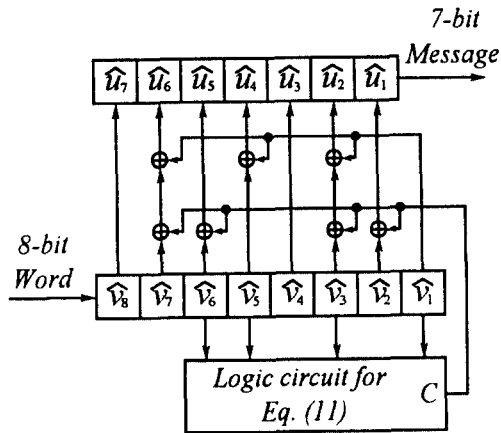 7-bit
Message
û₇ û₆ û₅ û₄ û₃ û₂ û₁
8-bit
Word
v̂₈ v̂₇ v̂₆ v̂₅ v̂₄ v̂₃ v̂₂ v̂₁
Logic circuit for C
Eq. (11)